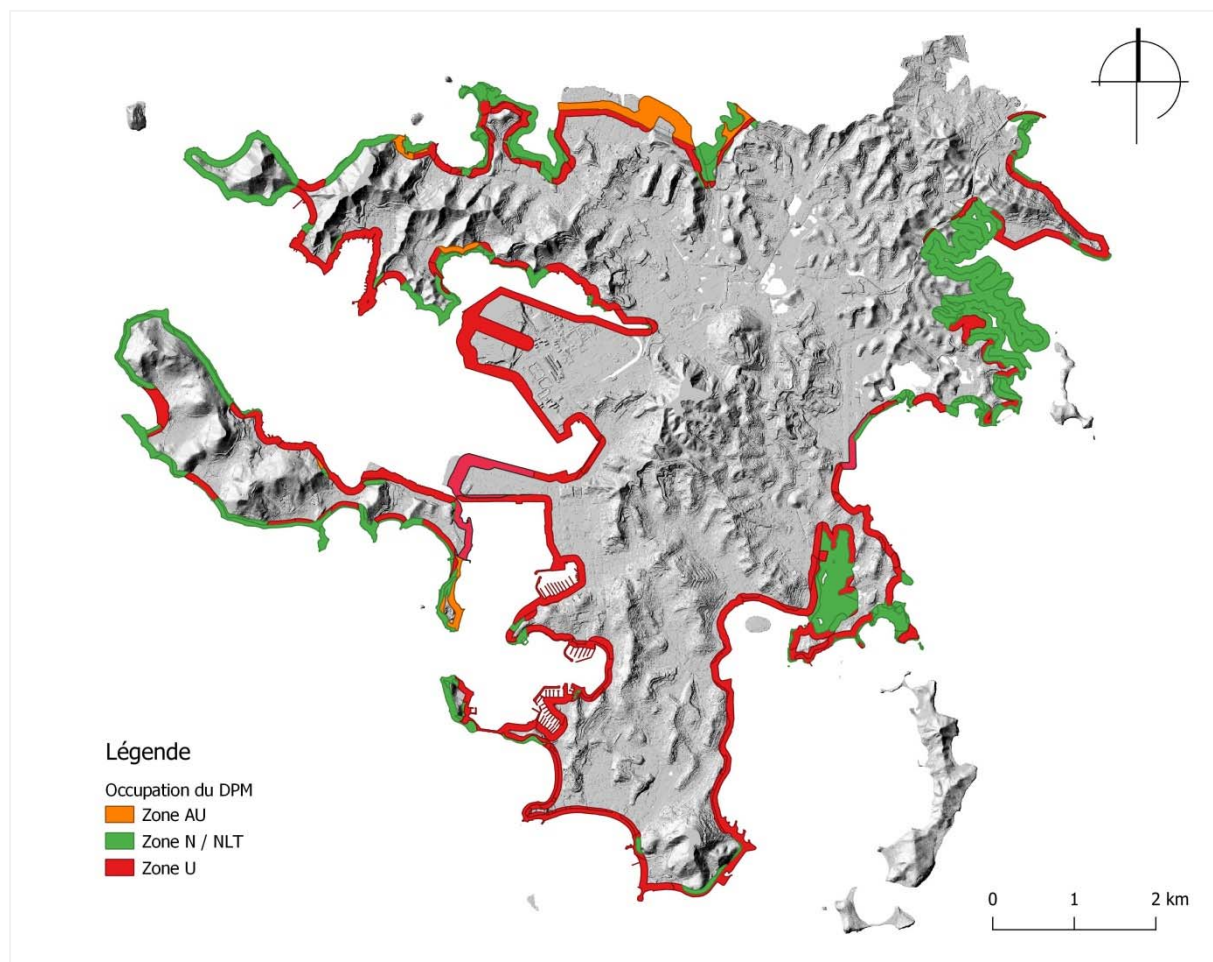 Légende
Occupation du DPM
Zone AU
Zone N / NLT
Zone U
0 1 2 km